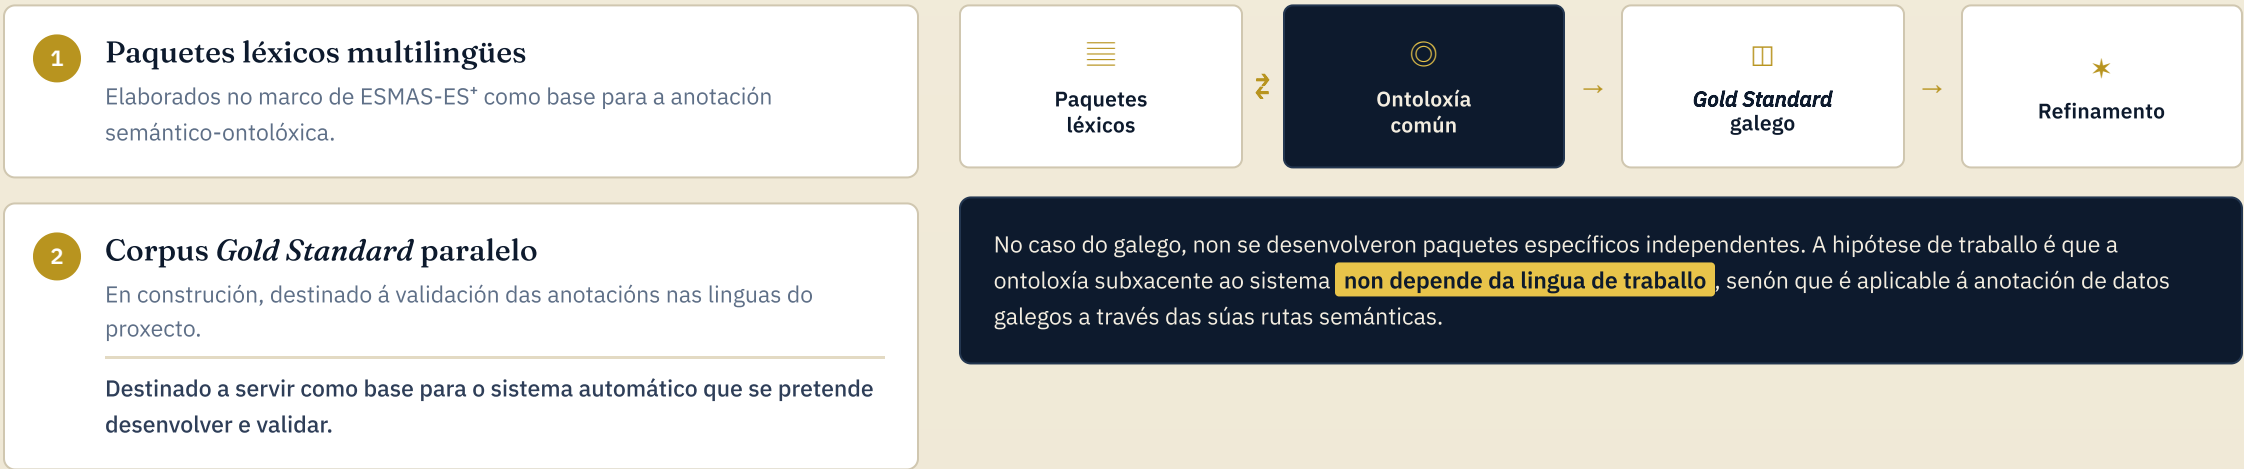 1
Paquetes léxicos multilingües
Elaborados no marco de ESMAS-ES⁺ como base para a anotación
semántico-ontolóxica.
2
Corpus Gold Standard paralelo
En construción, destinado á validación das anotacións nas linguas do
proxecto.
Destinado a servir como base para o sistema automático que se pretende
desenvolver e validar.
Paquetes
léxicos
⇄
Ontoloxía
común
→
Gold Standard
galego
→
Refinamento
No caso do galego, non se desenvolveron paquetes específicos independentes. A hipótese de traballo é que a
ontoloxía subxacente ao sistema non depende da lingua de traballo, senón que é aplicable á anotación de datos
galegos a través das súas rutas semánticas.